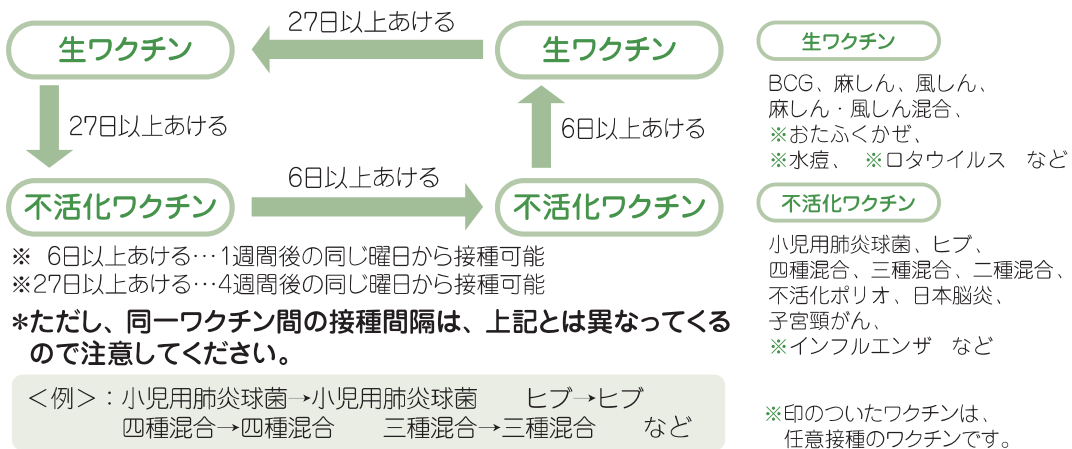 27日以上あける
生ワクチン
生ワクチン
27日以上あける
6日以上あける
6日以上あける
不活化ワクチン
不活化ワクチン
※ 6日以上あける…1週間後の同じ曜日から接種可能
※27日以上あける…4週間後の同じ曜日から接種可能
*ただし、同一ワクチン間の接種間隔は、上記とは異なってくる
ので注意してください。
＜例＞：小児用肺炎球菌→小児用肺炎球菌　ヒブ→ヒブ
四種混合→四種混合　三種混合→三種混合　など
生ワクチン
BCG、麻しん、風しん、
麻しん・風しん混合、
※おたふくかぜ、
※水痘、※ロタウイルス　など
不活化ワクチン
小児用肺炎球菌、ヒブ、
四種混合、三種混合、二種混合、
不活化ポリオ、日本脳炎、
子宮頸がん、
※インフルエンザ　など
※印のついたワクチンは、
任意接種のワクチンです。